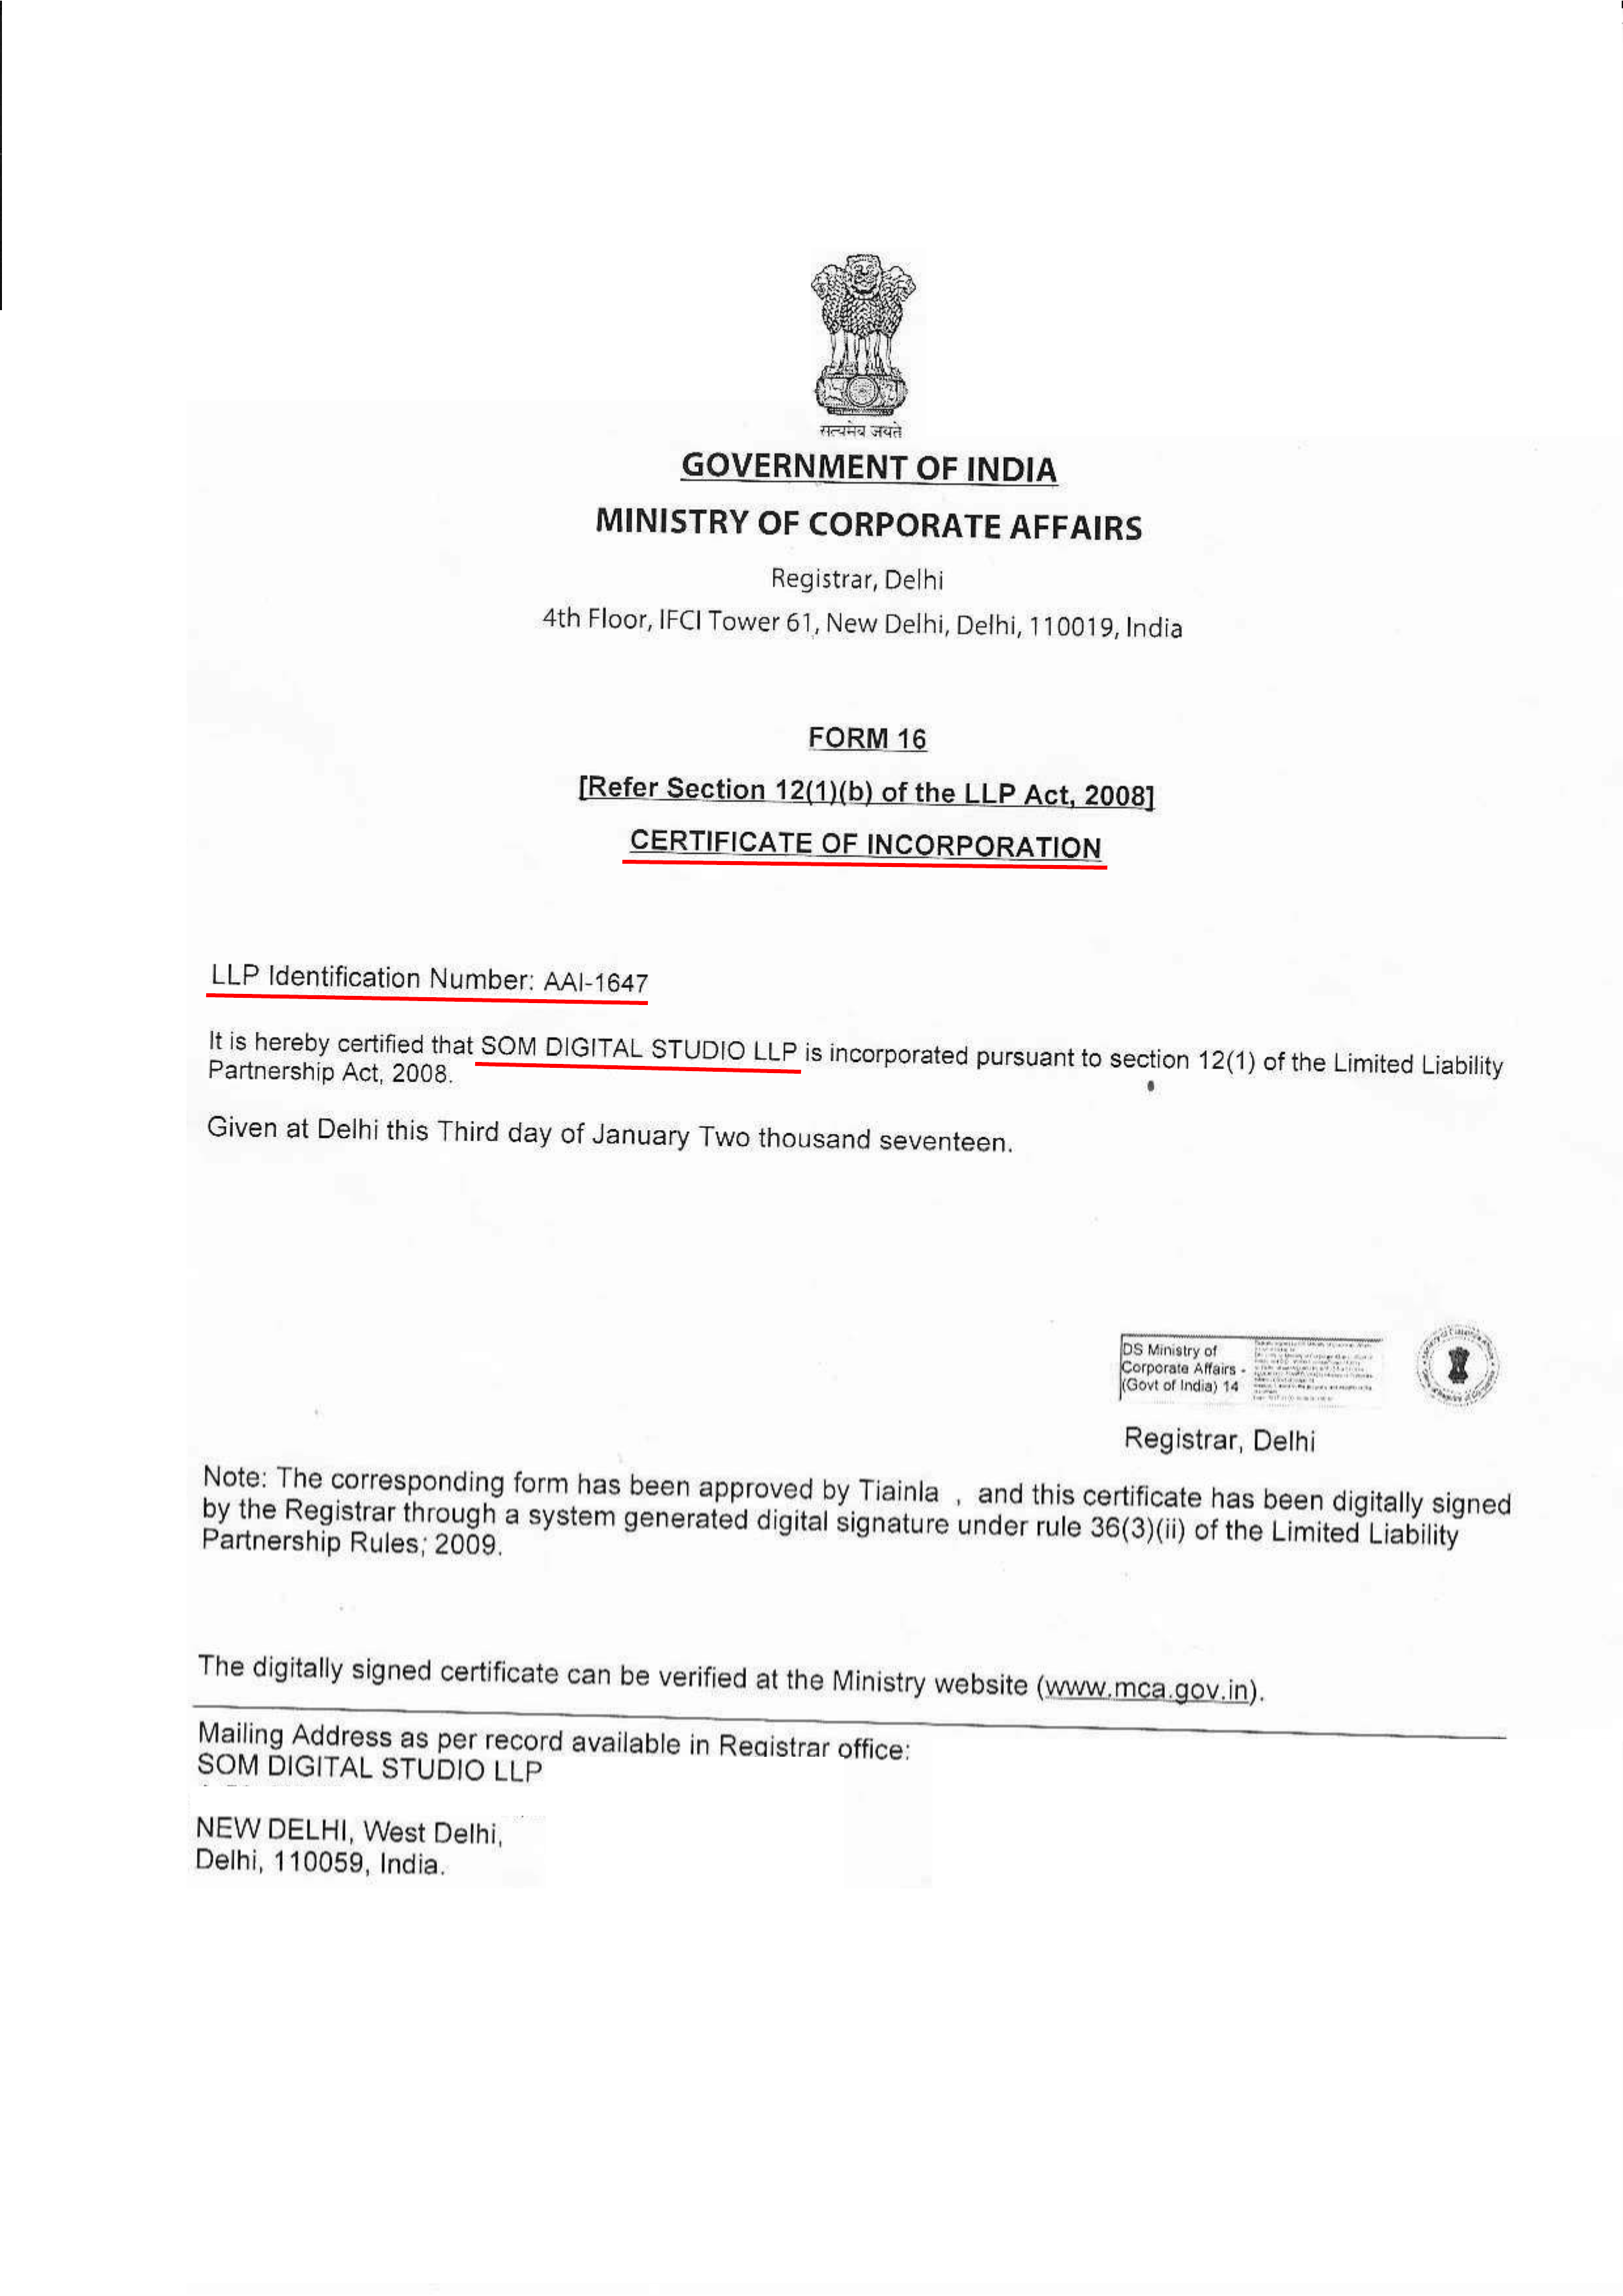 सत्यमेव जयते
GOVERNMENT OF INDIA
MINISTRY OF CORPORATE AFFAIRS
Registrar, Delhi
4th Floor, IFCI Tower 61, New Delhi, Delhi, 110019, India
FORM 16
[Refer Section 12(1)(b) of the LLP Act, 2008]
CERTIFICATE OF INCORPORATION
LLP Identification Number: AAI-1647
It is hereby certified that SOM DIGITAL STUDIO LLP is incorporated pursuant to section 12(1) of the Limited Liability
Partnership Act, 2008.
Given at Delhi this Third day of January Two thousand seventeen.
DS Ministry of
Corporate Affairs -
(Govt of India) 14
Registrar, Delhi
Note: The corresponding form has been approved by Tiainla , and this certificate has been digitally signed
by the Registrar through a system generated digital signature under rule 36(3)(ii) of the Limited Liability
Partnership Rules; 2009.
The digitally signed certificate can be verified at the Ministry website (www.mca.gov.in).
Mailing Address as per record available in Registrar office:
SOM DIGITAL STUDIO LLP
NEW DELHI, West Delhi,
Delhi, 110059, India.